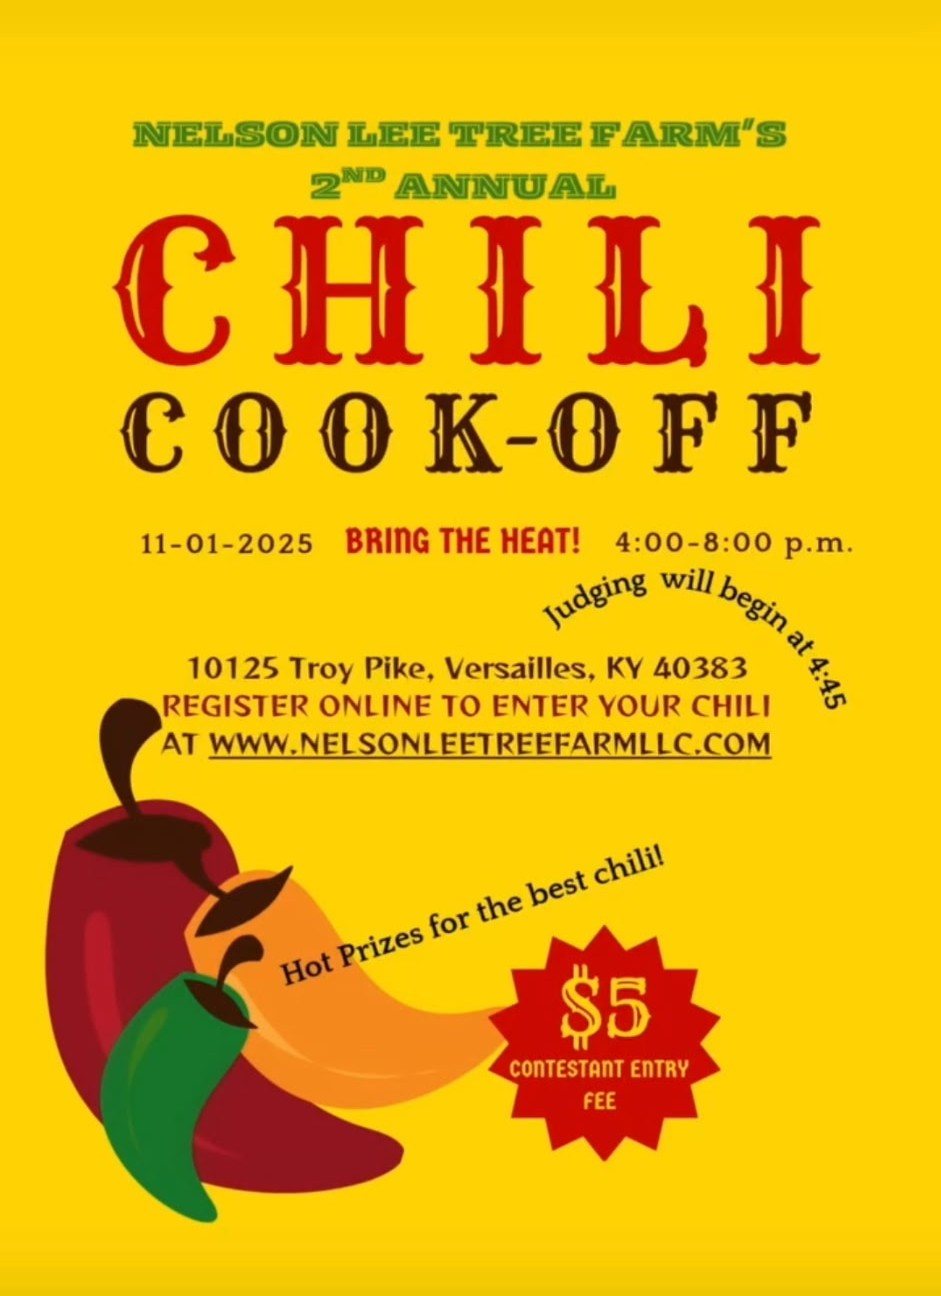 NELSON LEE TREE FARM'S
2ND ANNUAL
CHILI
COOK-OFF
11-01-2025 BRING THE HEAT! 4:00-8:00 p.m.
Judging will begin at 4:45
10125 Troy Pike, Versailles, KY 40383
REGISTER ONLINE TO ENTER YOUR CHILI
AT WWW.NELSONLEETREEFARMLLC.COM
Hot Prizes for the best chili!
$5
CONTESTANT ENTRY
FEE